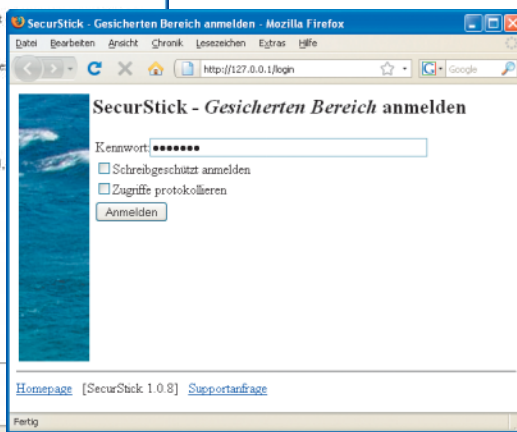 SecurStick - Gesicherten Bereich anmelden - Mozilla Firefox
Datei Bearbeiten Ansicht Chronik Lesezeichen Extras Hilfe
http://127.0.0.1/login
Google
SecurStick - Gesicherten Bereich anmelden
Kennwort: •••••••
Schreibgeschützt anmelden
Zugriffe protokollieren
Anmelden
Homepage [SecurStick 1.0.8] Supportanfrage
Fertig